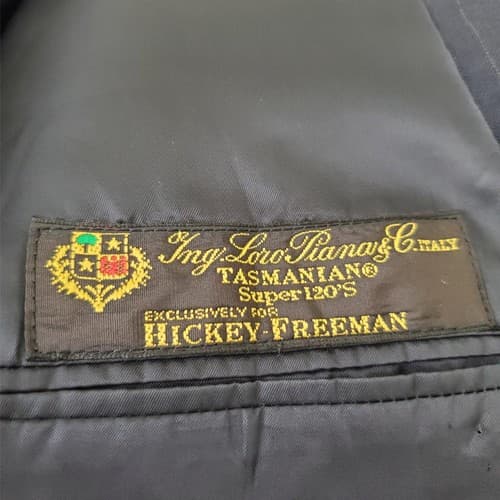 Ing. Loro Piana & C. ITALY
TASMANIAN®
Super 120'S
EXCLUSIVELY FOR
HICKEY-FREEMAN